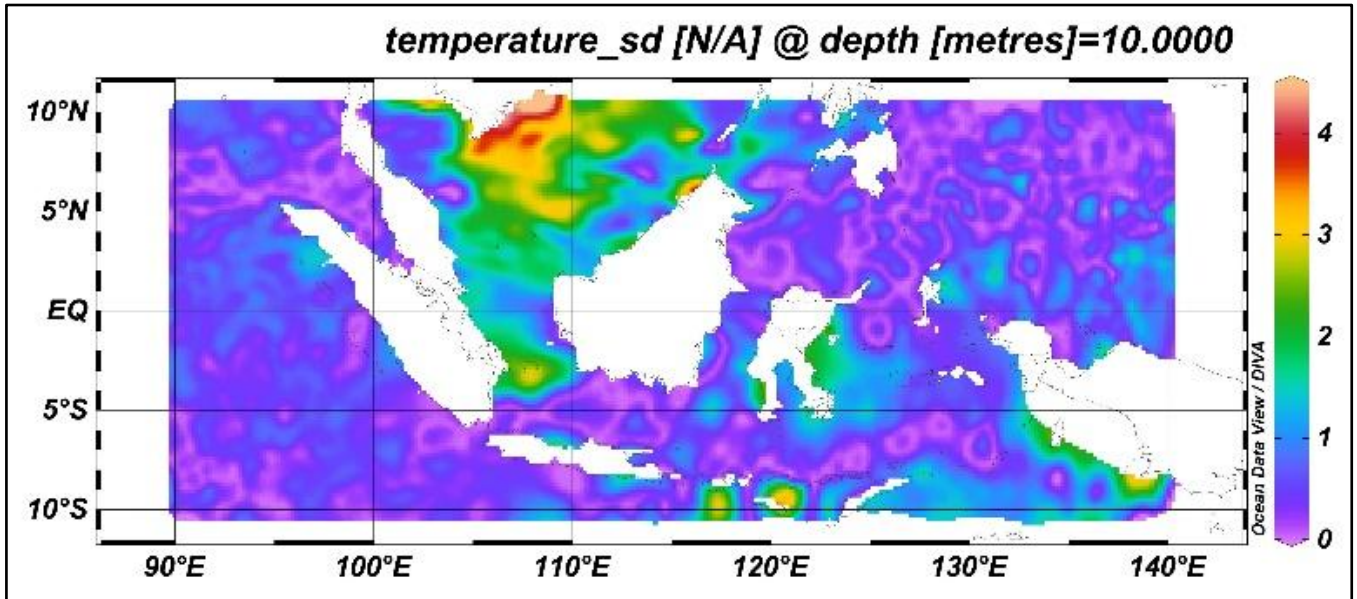 temperature_sd [N/A] @ depth [metres]=10.0000
10°N
5°N
EQ
5°S
10°S
90°E
100°E
110°E
120°E
130°E
140°E
4
3
2
1
0
Ocean Data View / DIVA